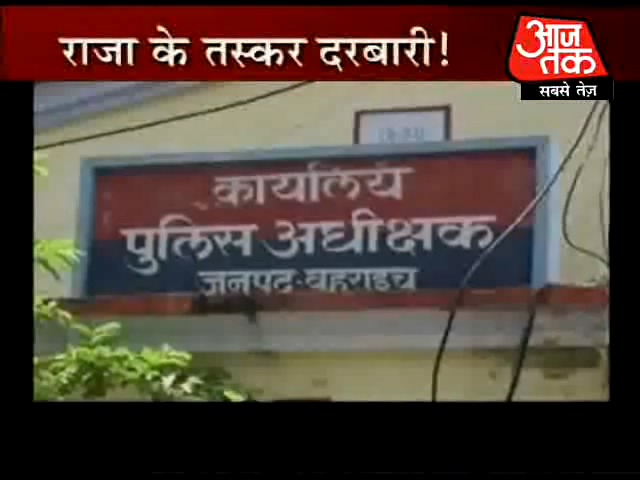 राजा के तस्कर दरबारी!
आज
तक
सबसे तेज़
कार्यालय
पुलिस अधीक्षक
जनपद-बहराइच